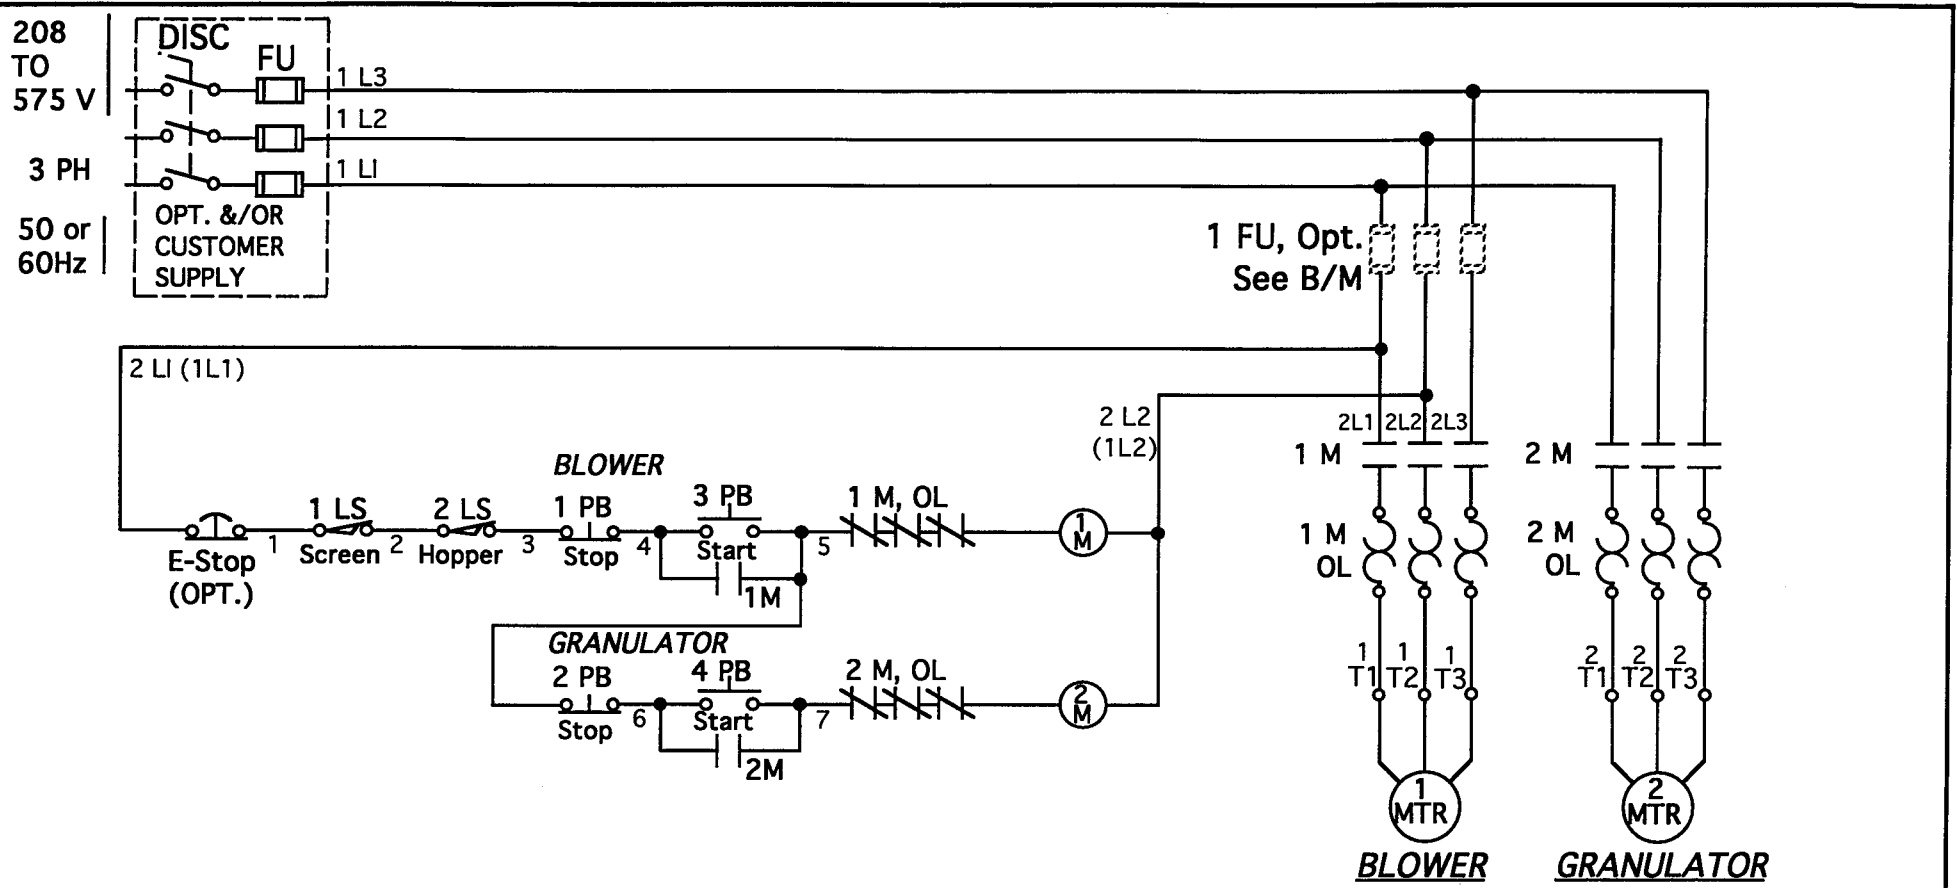 208
TO
575 V
3 PH
50 or
60Hz
DISC
FU
1 L3
1 L2
1 LI
OPT. &/OR
CUSTOMER
SUPPLY
1 FU, Opt.
See B/M
2 LI (1L1)
2 L2
(1L2)
2L1 2L2 2L3
1 M
2 M
BLOWER
1 LS
2 LS
1 PB
3 PB
1 M, OL
1
M
E-Stop
(OPT.)
1
Screen
2
Hopper
3
Stop
4
Start
5
1M
1 M
OL
2 M
OL
GRANULATOR
2 PB
4 PB
2 M, OL
2
M
Stop
6
Start
7
2M
1
T1
1
T2
1
T3
2
T1
2
T2
2
T3
1
MTR
2
MTR
BLOWER
GRANULATOR